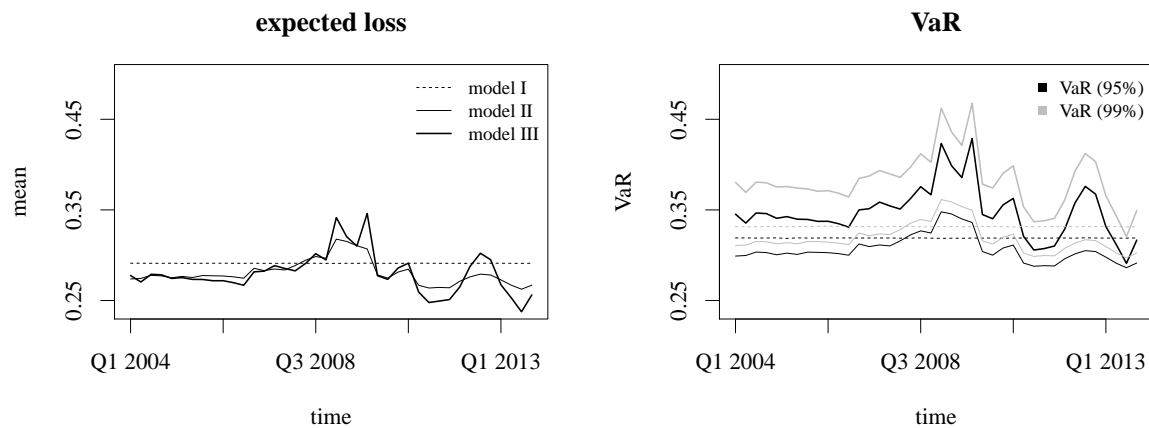 expected loss
mean
0.45
0.35
0.25
model I
model II
model III
Q1 2004
Q3 2008
Q1 2013
time
VaR
VaR
0.45
0.35
0.25
VaR (95%)
VaR (99%)
Q1 2004
Q3 2008
Q1 2013
time